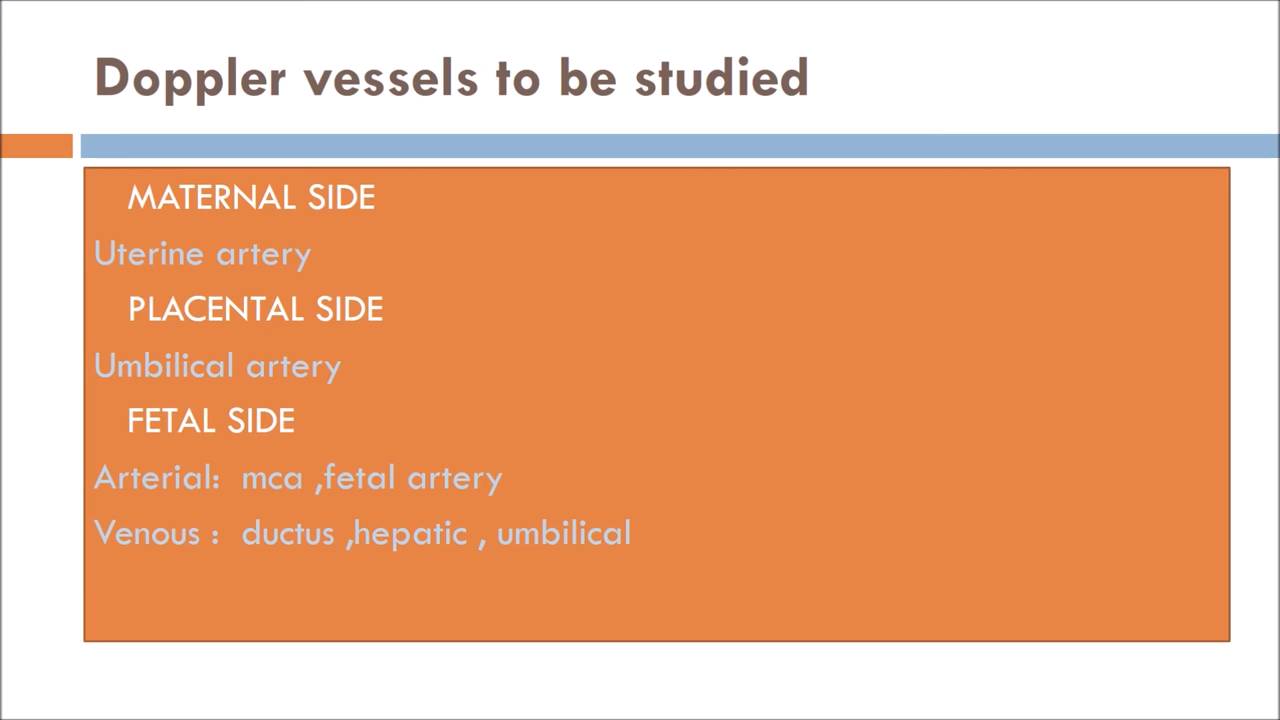 Doppler vessels to be studied
MATERNAL SIDE
Uterine artery
PLACENTAL SIDE
Umbilical artery
FETAL SIDE
Arterial: mca ,fetal artery
Venous : ductus ,hepatic , umbilical